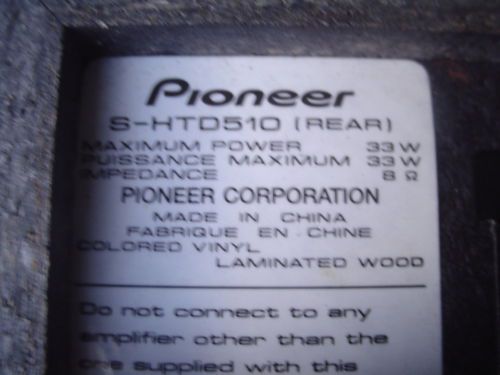 Pioneer
S-HTD510 (REAR)
MAXIMUM POWER 33 W
PUISSANCE MAXIMUM 33 W
IMPEDANCE 8 Ω
PIONEER CORPORATION
MADE IN CHINA
FABRIQUE EN CHINE
COLORED VINYL
LAMINATED WOOD
Do not connect to any
amplifier other than the
one supplied with this